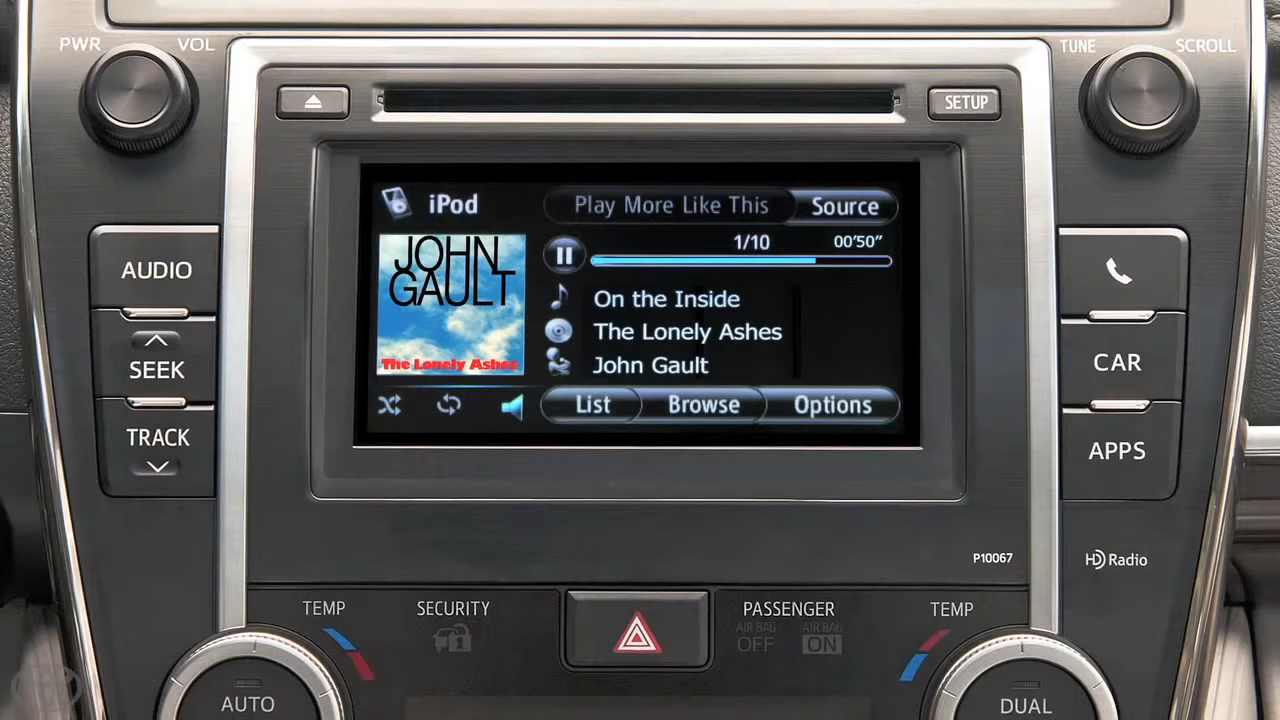 PWR VOL
TUNE SCROLL
SETUP
iPod
Play More Like This
Source
1/10
00'50"
JOHN
GAULT
The Lonely Ashes
On the Inside
The Lonely Ashes
John Gault
List Browse Options
AUDIO
SEEK
TRACK
CAR
APPS
P10067
HD Radio
TEMP
SECURITY
PASSENGER
AIR BAG
OFF
AIR BAG
ON
TEMP
AUTO
DUAL